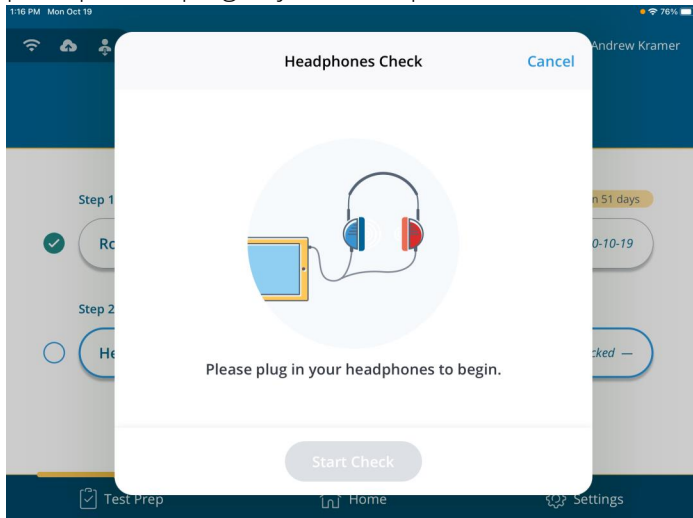 1:16 PM Mon Oct 19
76%
Andrew Kramer
Headphones Check
Cancel
Step 1
n 51 days
Ro
0-10-19
Step 2
He
cked —
Please plug in your headphones to begin.
Start Check
Test Prep
Home
Settings